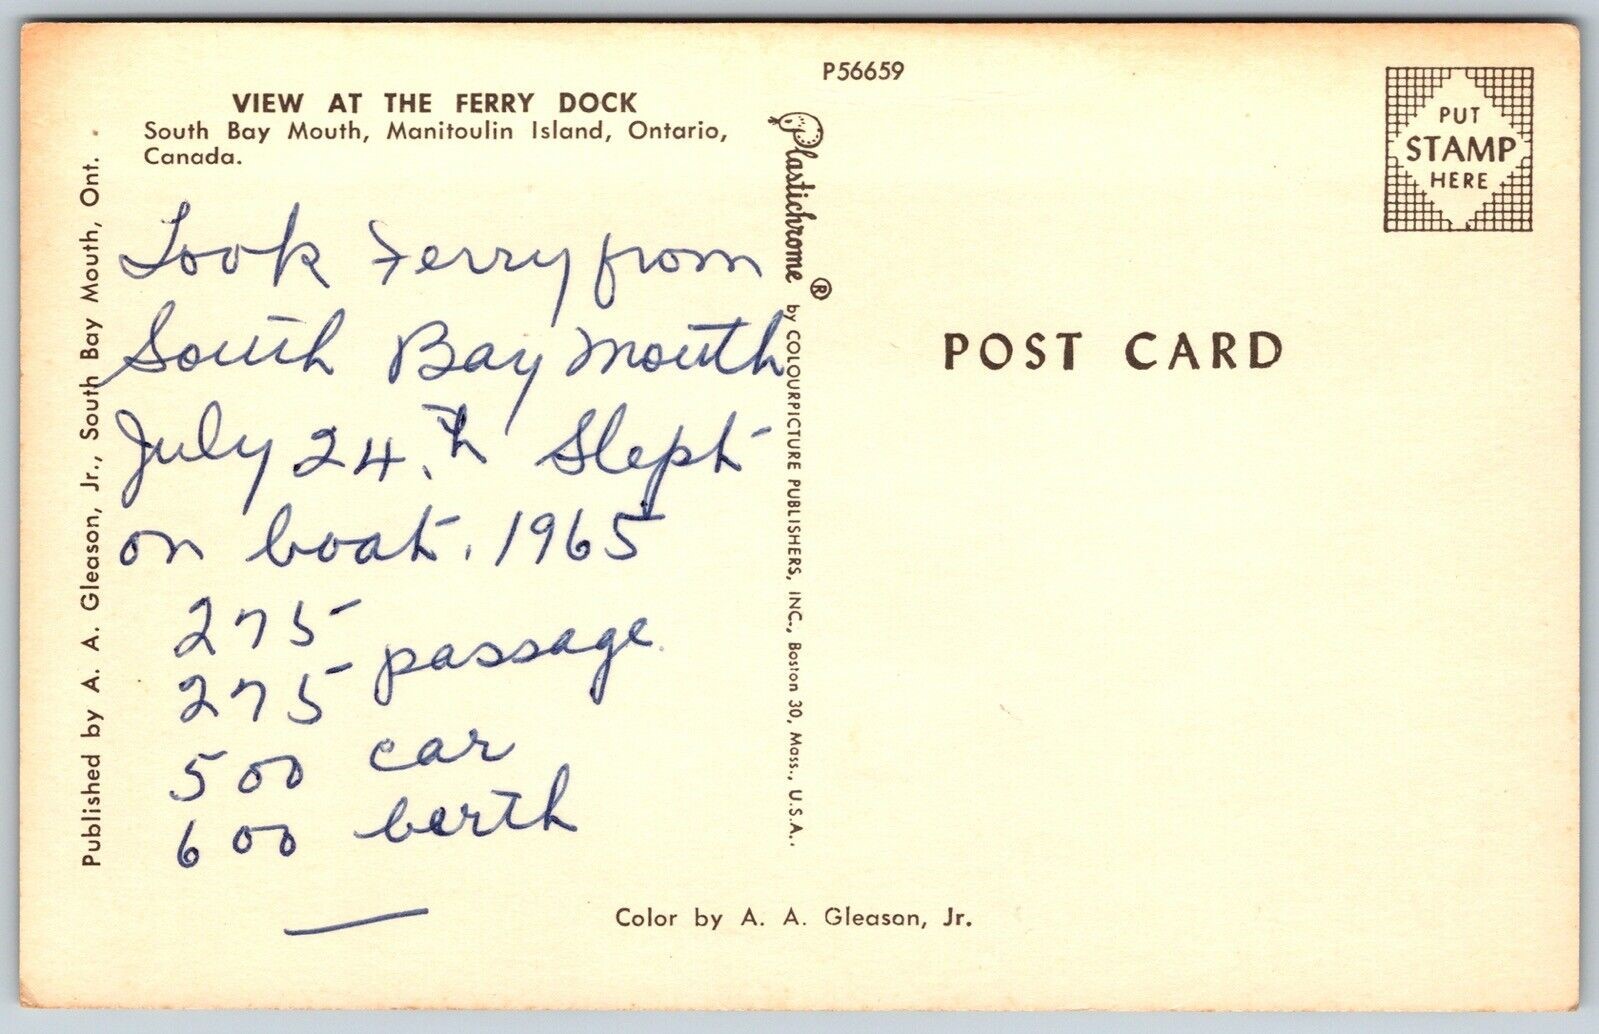 P56659
VIEW AT THE FERRY DOCK
South Bay Mouth, Manitoulin Island, Ontario,
Canada.
Took Ferry from
South Bay Mouth
July 24.th Slept
on boat. 1965
275
275 passage
500 car
600 berth
Published by A. A. Gleason, Jr., South Bay Mouth, Ont.
Plastichrome ® by COLOURPICTURE PUBLISHERS, INC., Boston 30, Mass., U.S.A.
PUT
STAMP
HERE
POST CARD
Color by A. A. Gleason, Jr.